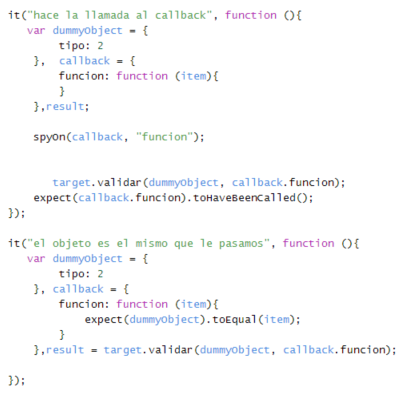 it("hace la llamada al callback", function (){
   var dummyObject = {
        tipo: 2
    },  callback = {
        funcion: function (item){
        }
    },result;

    spyOn(callback, "funcion");


       target.validar(dummyObject, callback.funcion);
    expect(callback.funcion).toHaveBeenCalled();
});

it("el objeto es el mismo que le pasamos", function (){
   var dummyObject = {
        tipo: 2
    }, callback = {
        funcion: function (item){
            expect(dummyObject).toEqual(item);
        }
    },result = target.validar(dummyObject, callback.funcion);

});